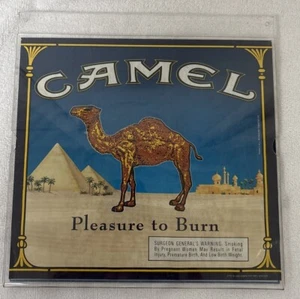 CAMEL
Pleasure to Burn
SURGEON GENERAL'S WARNING: Smoking
By Pregnant Women May Result in Fetal
Injury, Premature Birth, And Low Birth Weight.